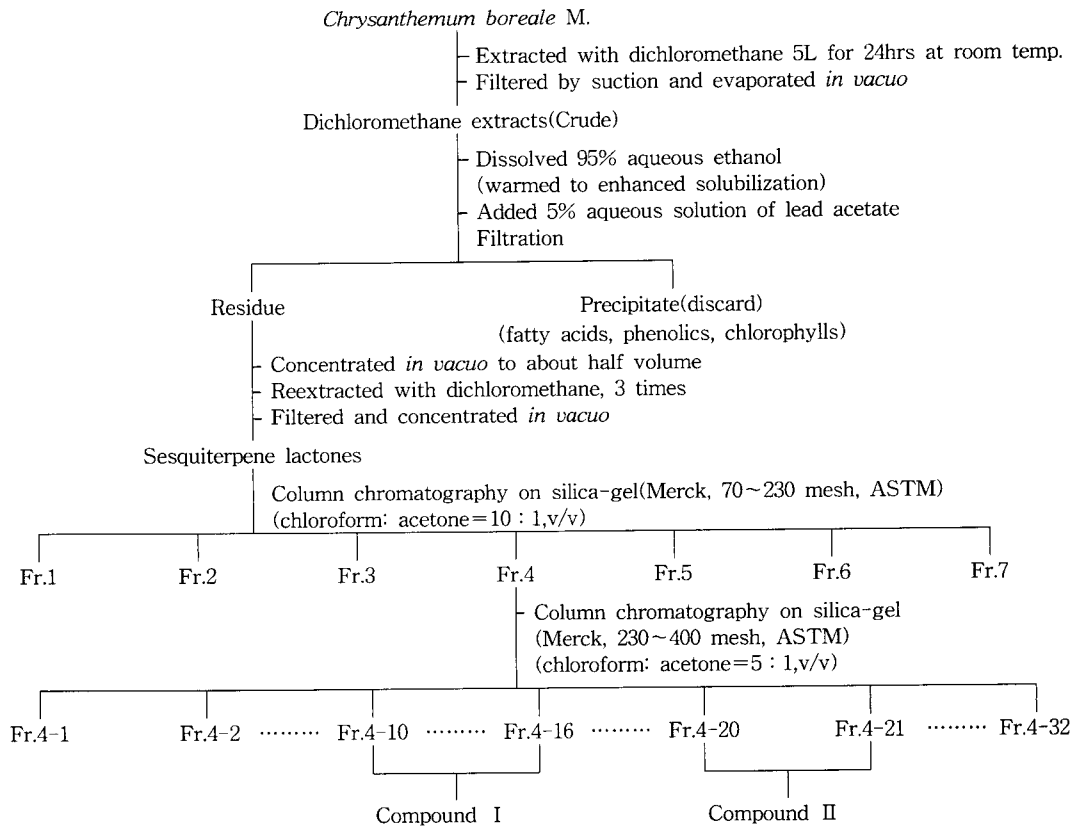 Chrysanthemum boreale M.
Extracted with dichloromethane 5L for 24hrs at room temp.
Filtered by suction and evaporated in vacuo
Dichloromethane extracts(Crude)
Dissolved 95% aqueous ethanol
(warmed to enhanced solubilization)
Added 5% aqueous solution of lead acetate
Filtration
Residue
Precipitate(discard)
(fatty acids, phenolics, chlorophylls)
Concentrated in vacuo to about half volume
Reextracted with dichloromethane, 3 times
Filtered and concentrated in vacuo
Sesquiterpene lactones
Column chromatography on silica-gel(Merck, 70~230 mesh, ASTM)
(chloroform: acetone=10 : 1,v/v)
Fr.1 Fr.2 Fr.3 Fr.4 Fr.5 Fr.6 Fr.7
Column chromatography on silica-gel
(Merck, 230~400 mesh, ASTM)
(chloroform: acetone=5 : 1,v/v)
Fr.4-1 Fr.4-2 ········· Fr.4-10 ········· Fr.4-16 ········· Fr.4-20 Fr.4-21 ········· Fr.4-32
Compound Ⅰ Compound Ⅱ